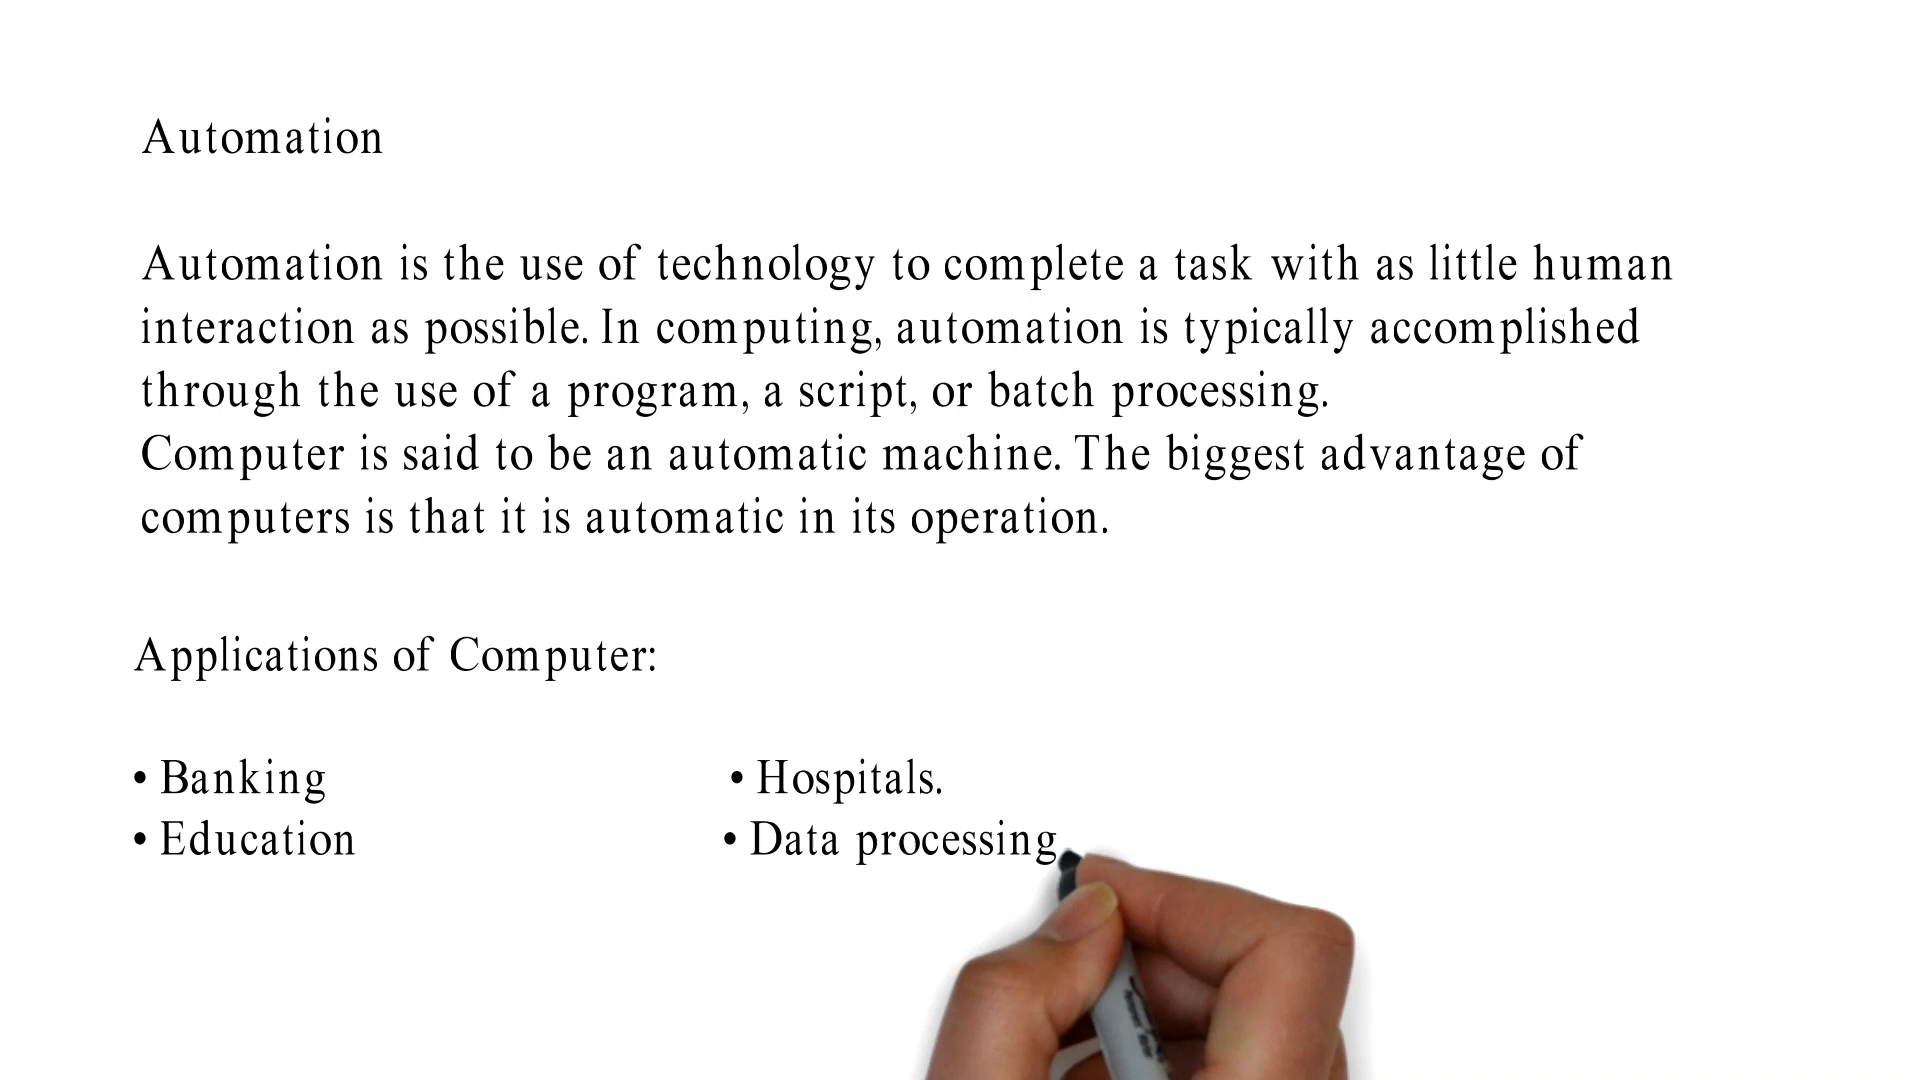 Automation
Automation is the use of technology to complete a task with as little human
interaction as possible. In computing, automation is typically accomplished
through the use of a program, a script, or batch processing.
Computer is said to be an automatic machine. The biggest advantage of
computers is that it is automatic in its operation.
Applications of Computer:
• Banking
• Education
• Hospitals.
• Data processing